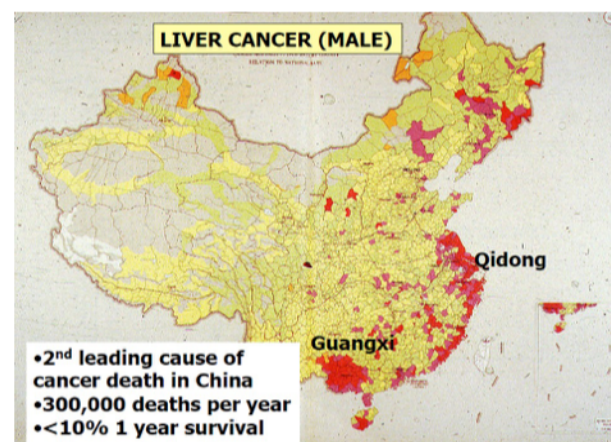 LIVER CANCER (MALE)
Qidong
Guangxi
•2nd leading cause of
cancer death in China
•300,000 deaths per year
•<10% 1 year survival